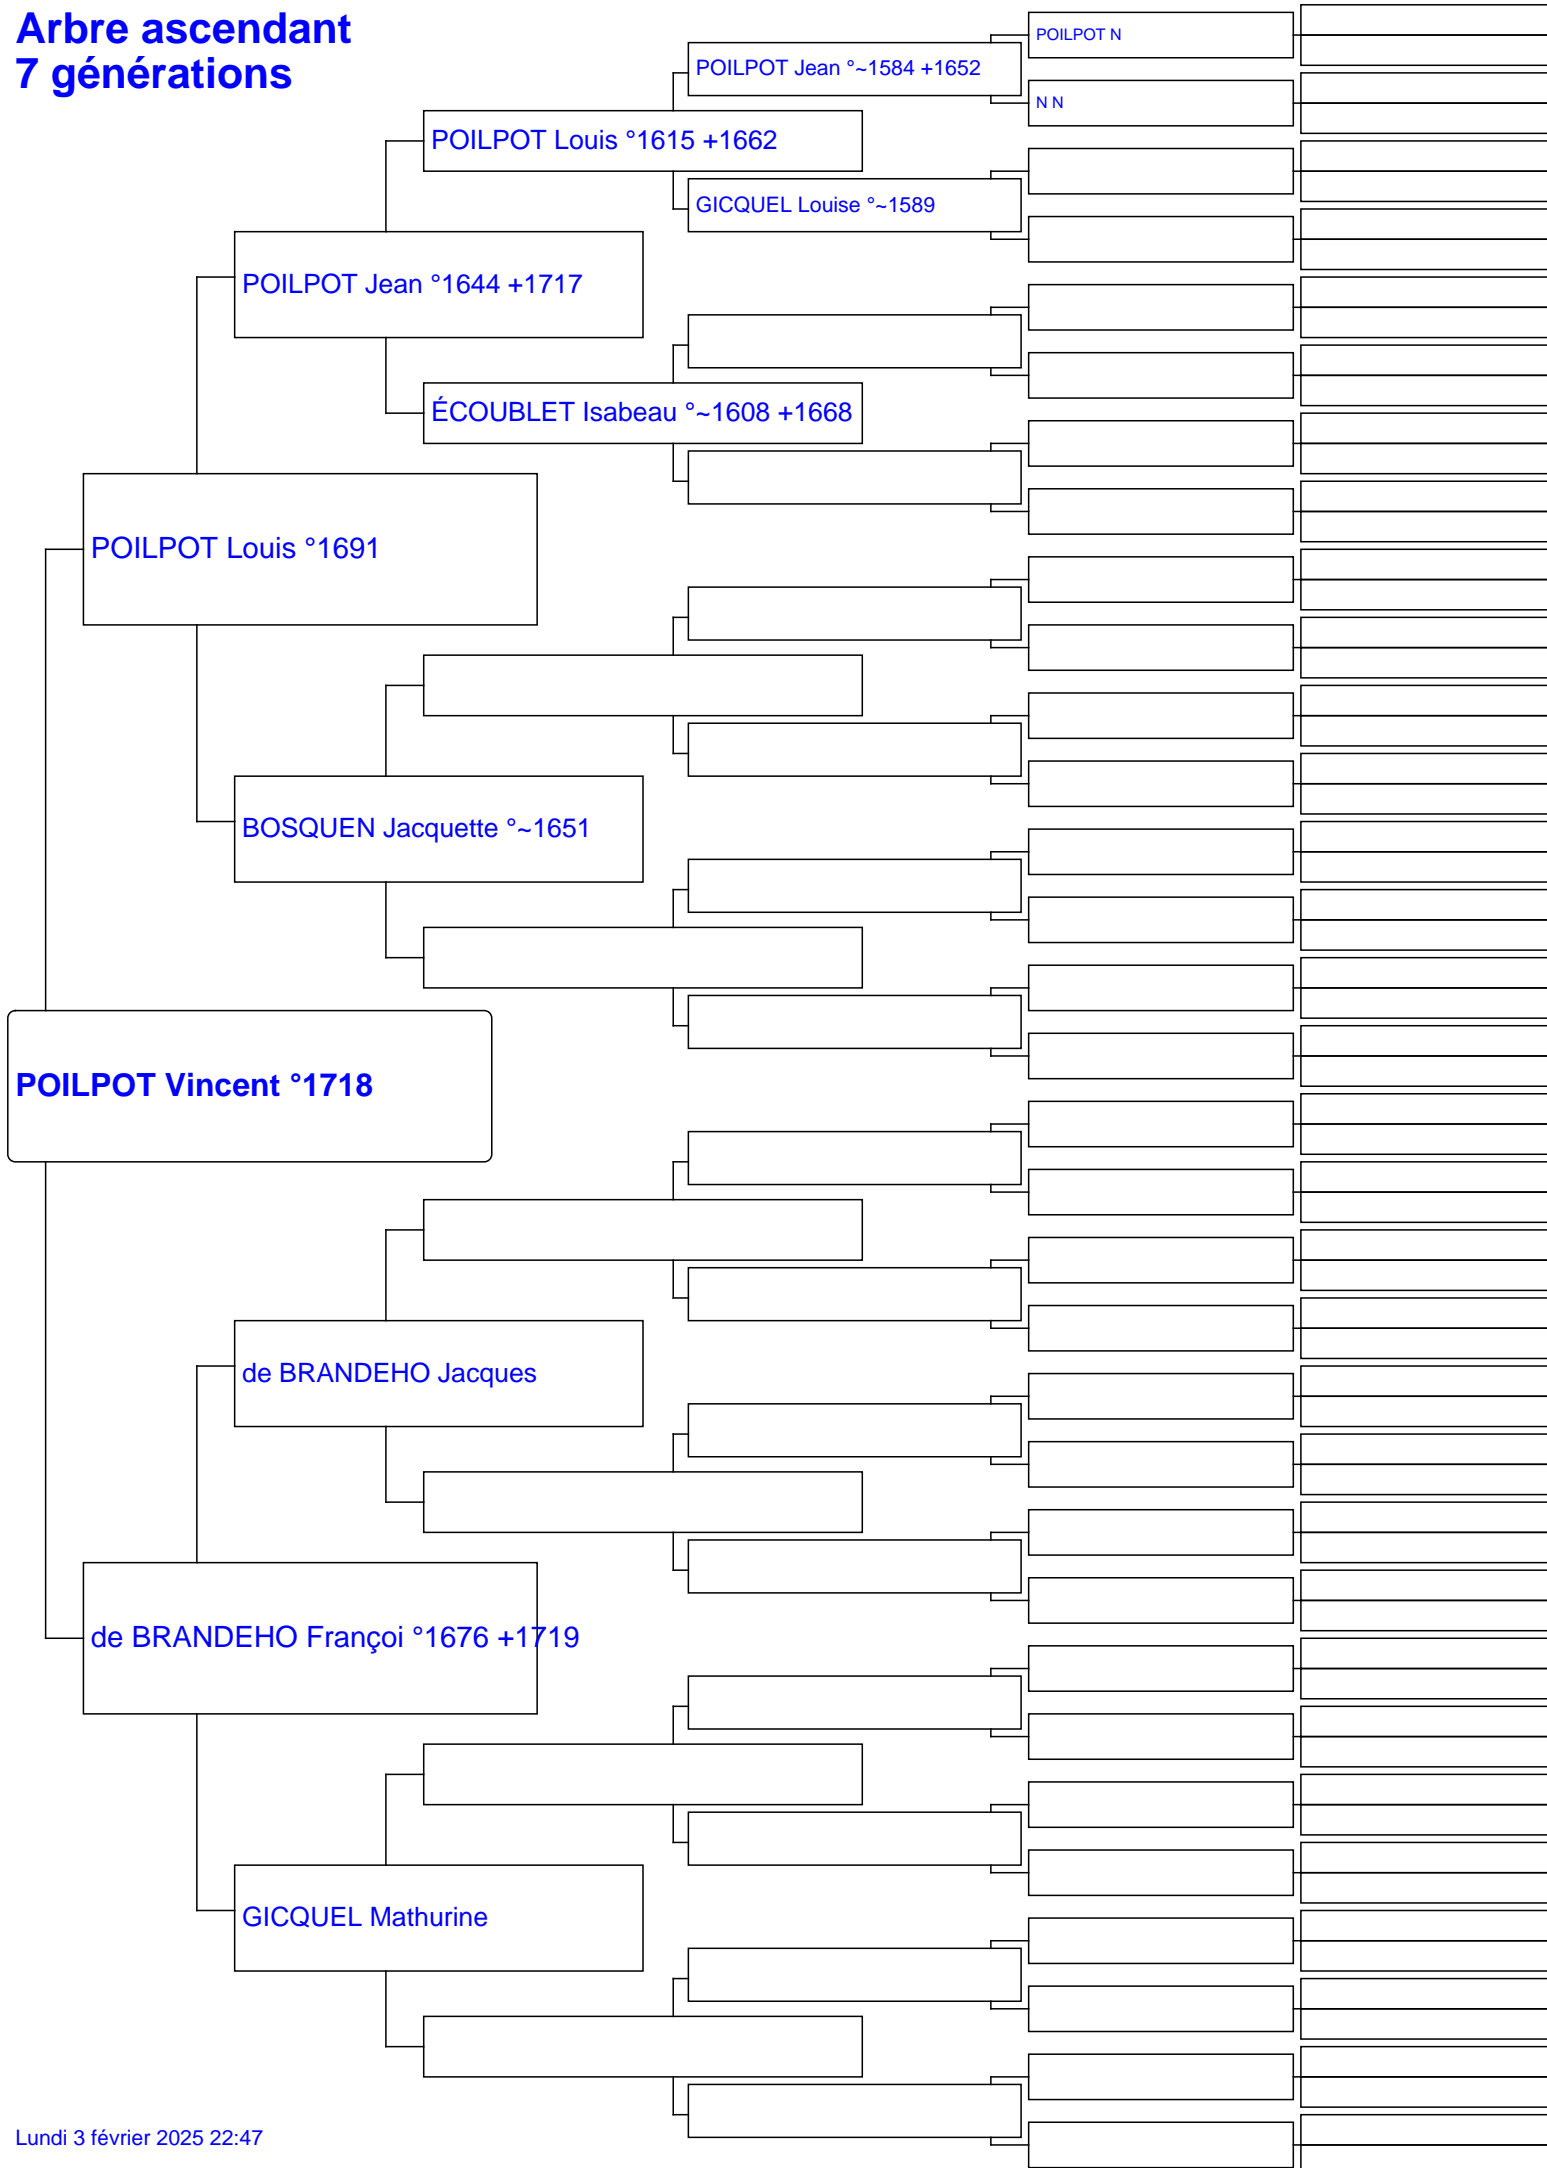 Arbre ascendant
7 générations
POILPOT N
POILPOT Jean °~1584 +1652
N N
POILPOT Louis °1615 +1662
GICQUEL Louise °~1589
POILPOT Jean °1644 +1717
ÉCOUBLET Isabeau °~1608 +1668
POILPOT Louis °1691
BOSQUEN Jacquette °~1651
POILPOT Vincent °1718
de BRANDEHO Jacques
de BRANDEHO Françoi °1676 +1719
GICQUEL Mathurine
Lundi 3 février 2025 22:47